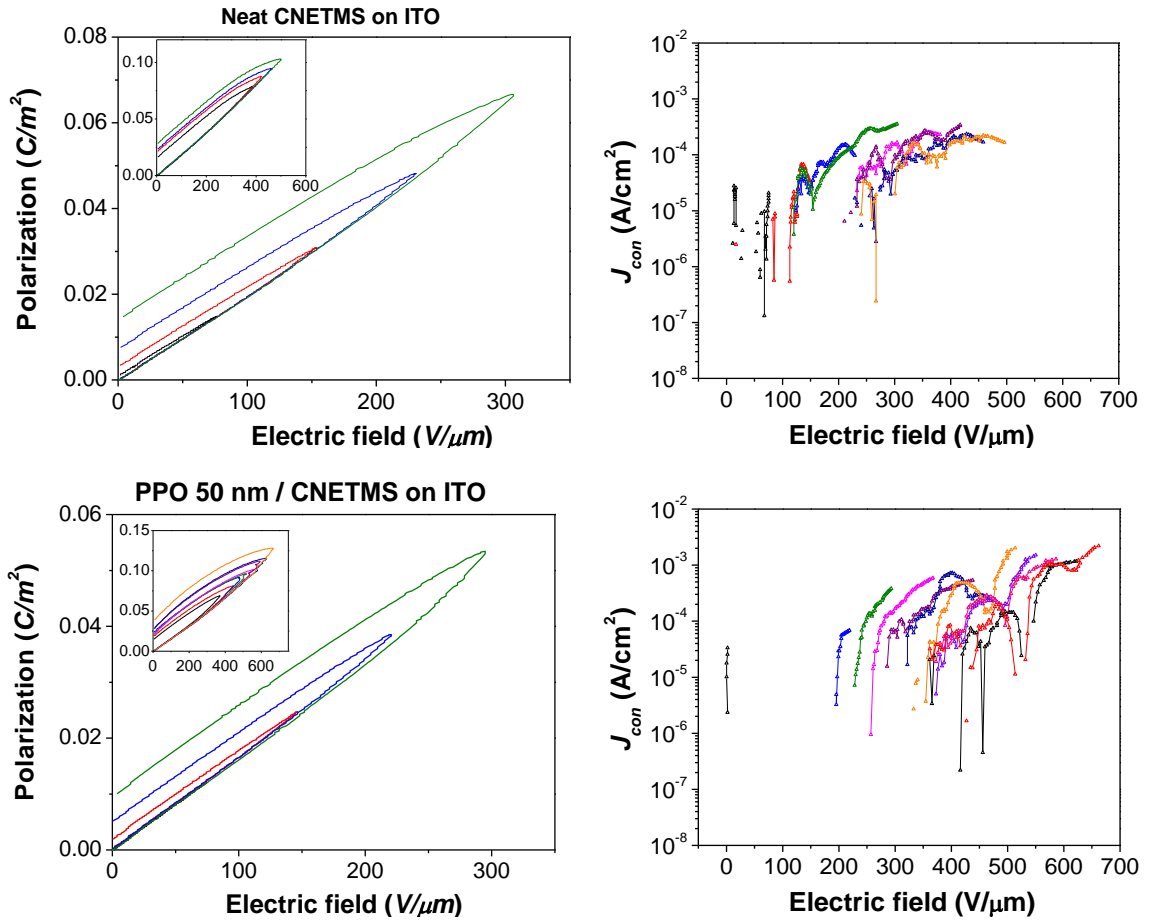 Neat CNETMS on ITO
0.08
0.06
0.04
0.02
0.00
Polarization (C/m²)
0.10
0.05
0.00
0 200 400 600
0 100 200 300
Electric field (V/μm)
10⁻²
10⁻³
10⁻⁴
10⁻⁵
10⁻⁶
10⁻⁷
10⁻⁸
J_con (A/cm²)
0 100 200 300 400 500 600 700
Electric field (V/μm)
PPO 50 nm / CNETMS on ITO
0.06
0.04
0.02
0.00
Polarization (C/m²)
0.15
0.10
0.05
0.00
0 200 400 600
0 100 200 300
Electric field (V/μm)
10⁻²
10⁻³
10⁻⁴
10⁻⁵
10⁻⁶
10⁻⁷
10⁻⁸
J_con (A/cm²)
0 100 200 300 400 500 600 700
Electric field (V/μm)